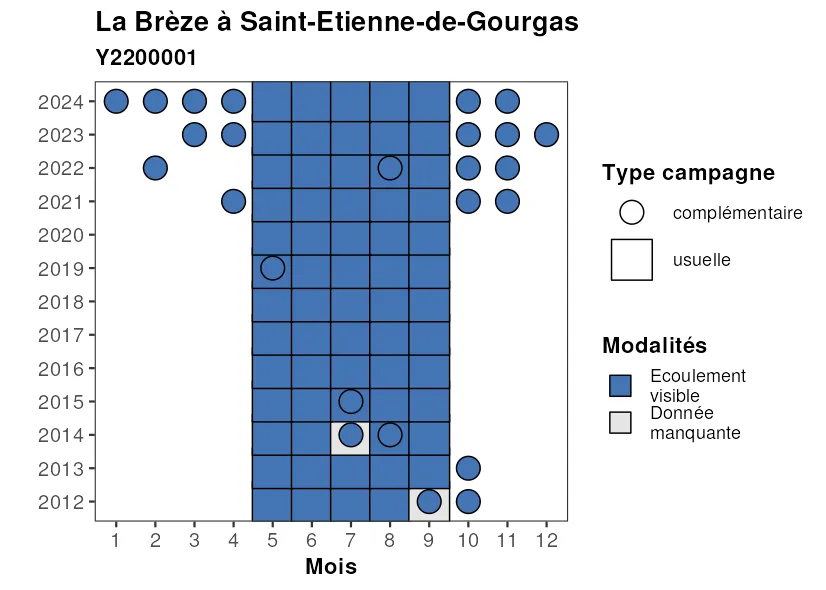 La Brèze à Saint-Etienne-de-Gourgas
Y2200001
2024
2023
2022
2021
2020
2019
2018
2017
2016
2015
2014
2013
2012
1 2 3 4 5 6 7 8 9 10 11 12
Mois
Type campagne
complémentaire
usuelle
Modalités
Ecoulement
visible
Donnée
manquante